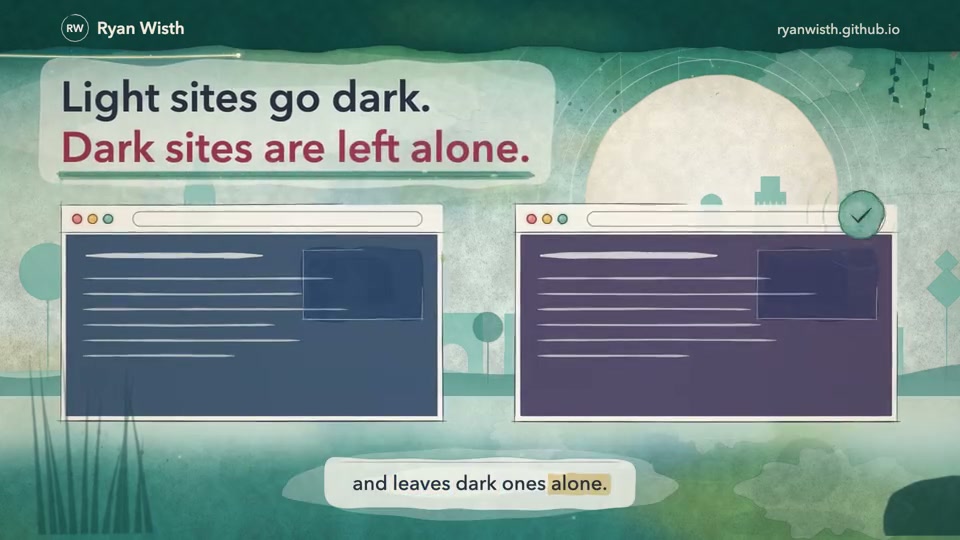 RW Ryan Wisth
ryanwisth.github.io
Light sites go dark.
Dark sites are left alone.
and leaves dark ones alone.